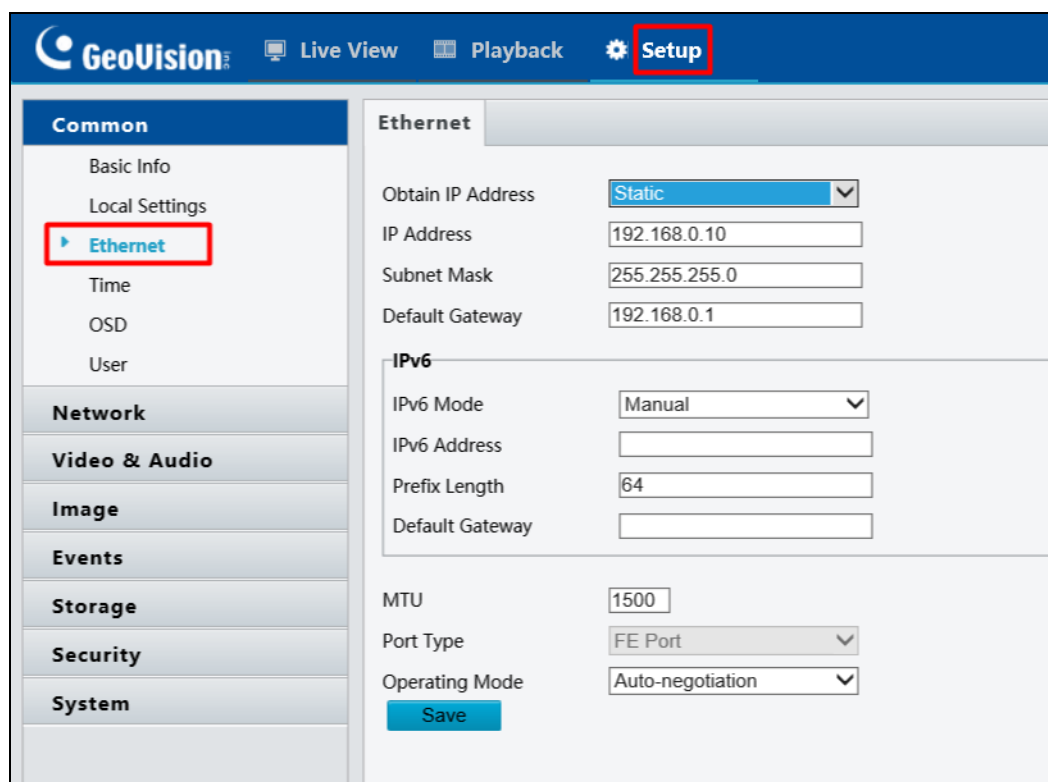 GeoVision
Live View
Playback
Setup
Common
Basic Info
Local Settings
Ethernet
Time
OSD
User
Network
Video & Audio
Image
Events
Storage
Security
System
Ethernet
Obtain IP Address Static
IP Address 192.168.0.10
Subnet Mask 255.255.255.0
Default Gateway 192.168.0.1
IPv6
IPv6 Mode Manual
IPv6 Address
Prefix Length 64
Default Gateway
MTU 1500
Port Type FE Port
Operating Mode Auto-negotiation
Save